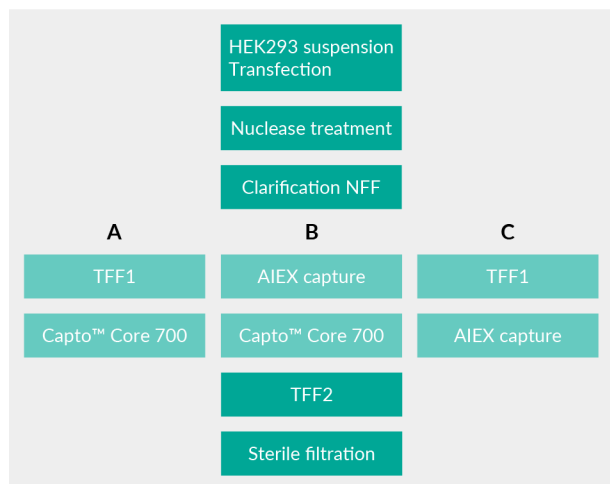 HEK293 suspension
Transfection
Nuclease treatment
Clarification NFF
A B C
TFF1 AIEX capture TFF1
Capto™ Core 700 Capto™ Core 700 AIEX capture
TFF2
Sterile filtration